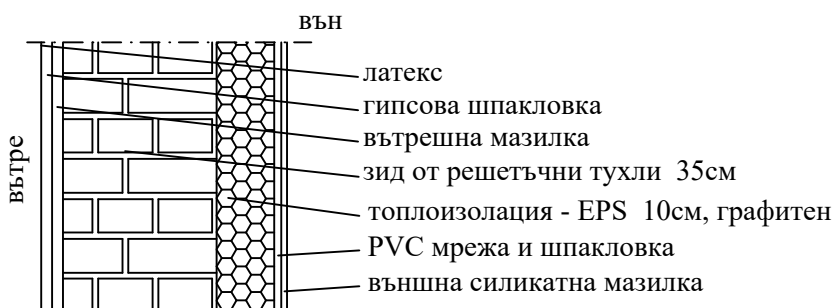 вън
латекс
гипсова шпакловка
вътрешна мазилка
зид от решетъчни тухли 35см
топлоизолация - EPS 10см, графитен
PVC мрежа и шпакловка
външна силикатна мазилка
вътре